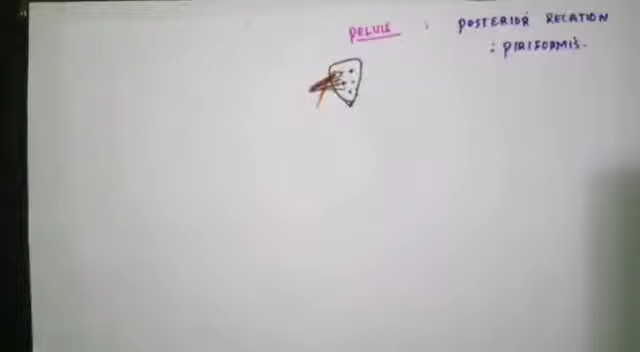 PELVIS : POSTERIOR RELATION
: PIRIFORMIS.